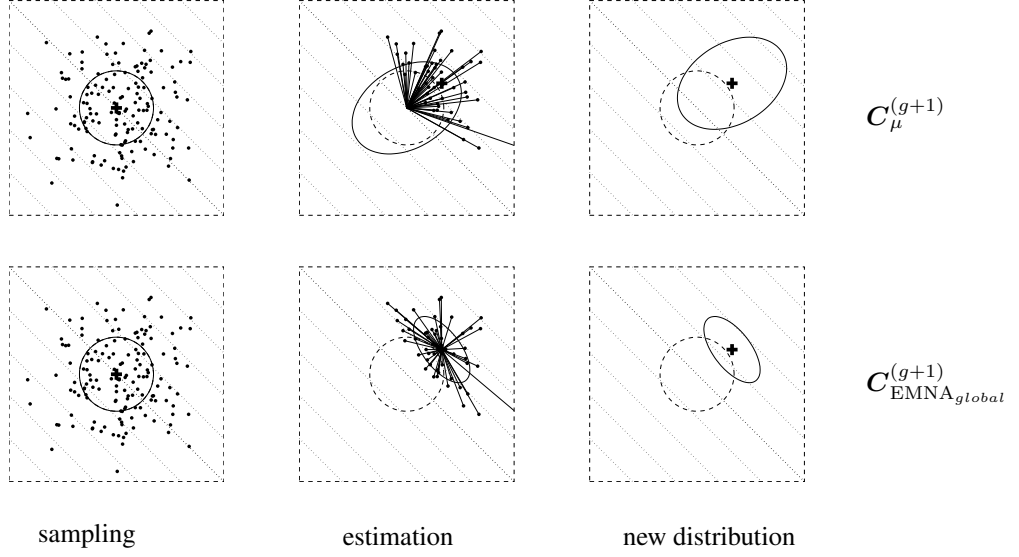 C_μ^(g+1)
C_EMNA_global^(g+1)
sampling estimation new distribution